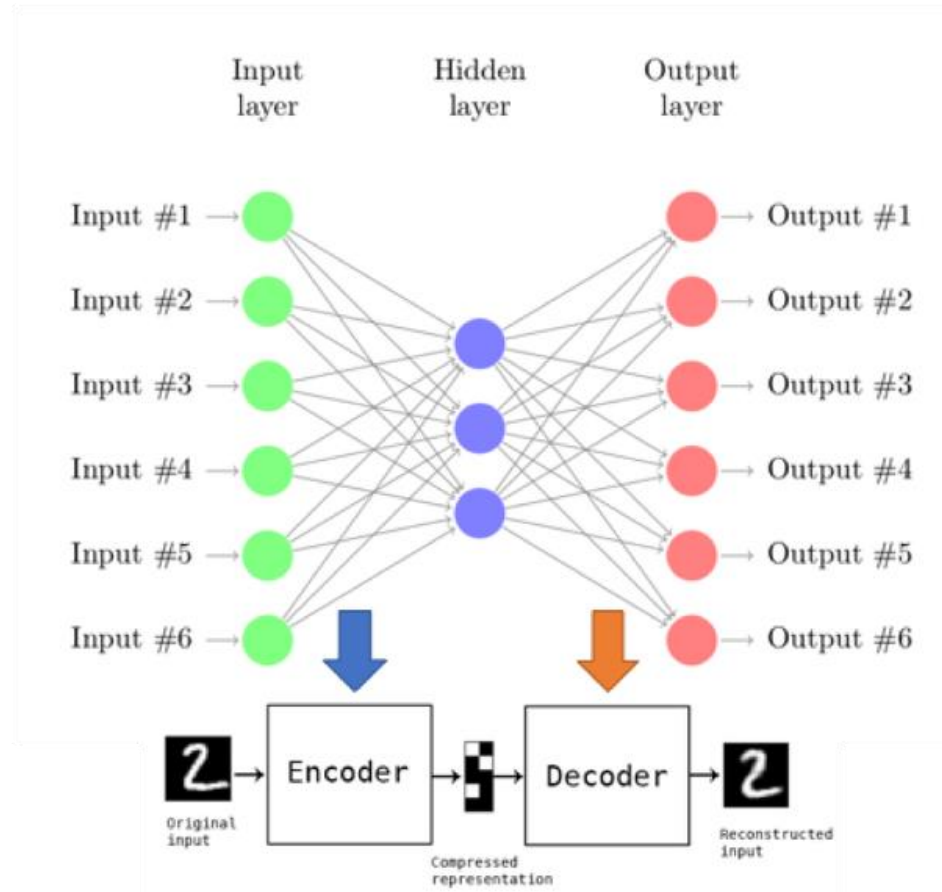 Input
layer
Hidden
layer
Output
layer
Input #1
Output #1
Input #2
Output #2
Input #3
Output #3
Input #4
Output #4
Input #5
Output #5
Input #6
Output #6
2
Encoder
Decoder
2
Original
input
Compressed
representation
Reconstructed
input